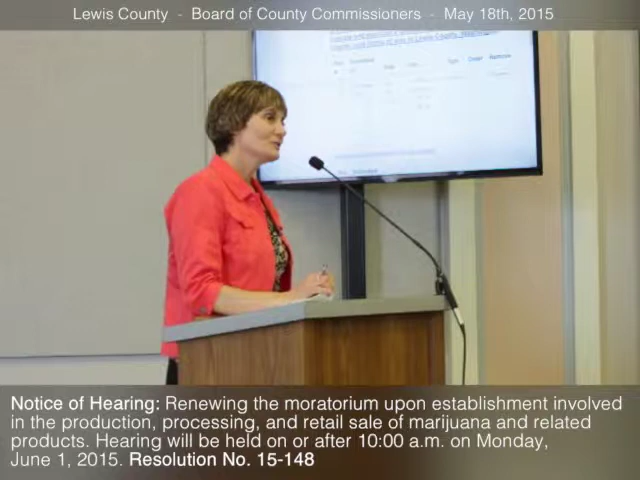 Lewis County - Board of County Commissioners - May 18th, 2015
Notice of Hearing: Renewing the moratorium upon establishment involved
in the production, processing, and retail sale of marijuana and related
products. Hearing will be held on or after 10:00 a.m. on Monday,
June 1, 2015. Resolution No. 15-148